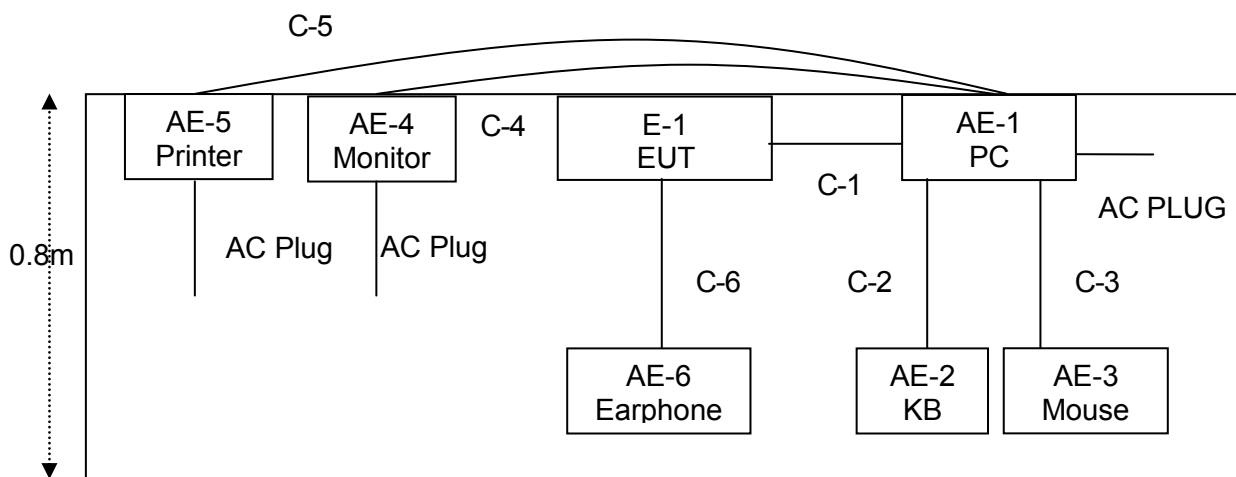 C-5
AE-5
Printer
AE-4
Monitor
C-4
E-1
EUT
C-1
AE-1
PC
AC PLUG
0.8m
AC Plug
AC Plug
C-6
C-2
C-3
AE-6
Earphone
AE-2
KB
AE-3
Mouse